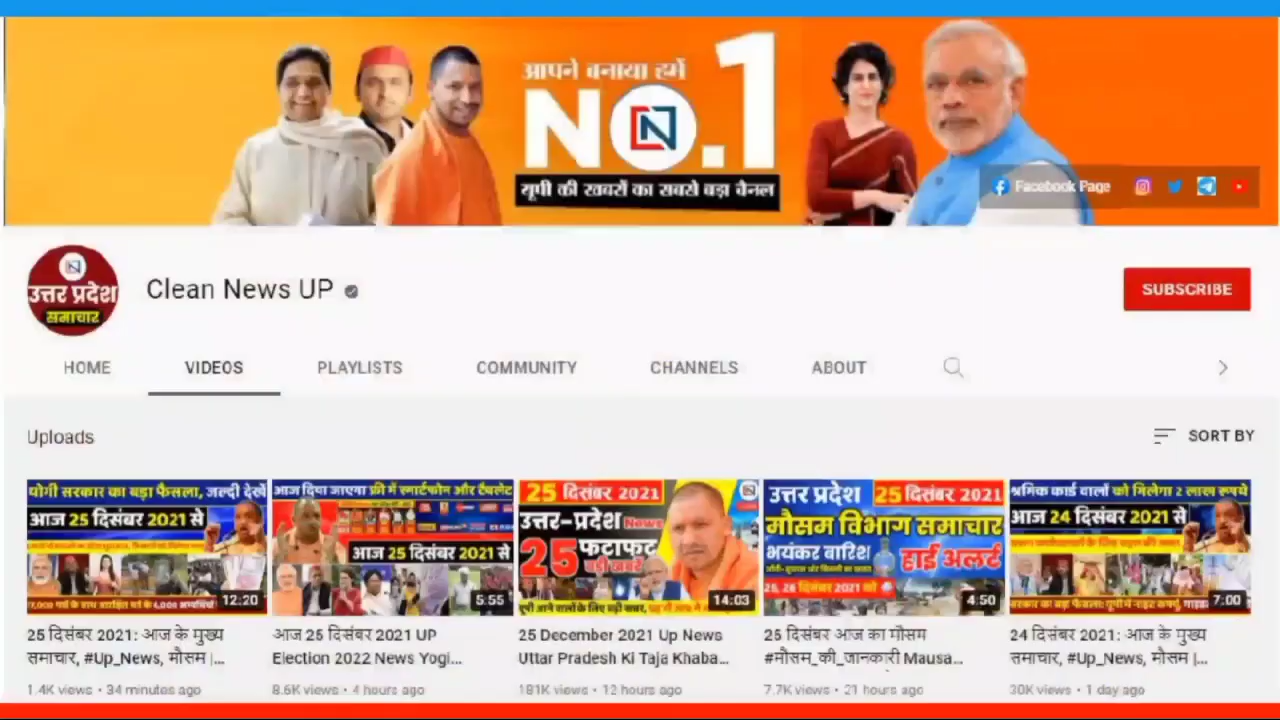 आपने बनाया हमें
NO.1
यूपी की खबरों का सबसे बड़ा चैनल
Facebook Page
उत्तर प्रदेश
समाचार
Clean News UP
SUBSCRIBE
HOME VIDEOS PLAYLISTS COMMUNITY CHANNELS ABOUT
Uploads
SORT BY
योगी सरकार का बड़ा फैसला, जल्दी देखें
आज 25 दिसंबर 2021 से
12:20
आज दिया जाएगा फ्री में स्मार्टफोन और टैबलेट
आज 25 दिसंबर 2021 से
5:55
25 दिसंबर 2021
उत्तर-प्रदेश News
25 फटाफट
बड़ी खबरें
14:03
उत्तर प्रदेश 25 दिसंबर 2021
मौसम विभाग समाचार
भयंकर बारिश हाई अलर्ट
25, 26 दिसंबर 2021 को
4:50
श्रमिक कार्ड वालों को मिलेगा 2 लाख रुपये
आज 24 दिसंबर 2021 से
7:00
25 दिसंबर 2021: आज के मुख्य
समाचार, #Up_News, मौसम |...
1.4K views • 34 minutes ago
आज 25 दिसंबर 2021 UP
Election 2022 News Yogi...
8.6K views • 4 hours ago
25 December 2021 Up News
Uttar Pradesh Ki Taja Khaba...
181K views • 12 hours ago
25 दिसंबर आज का मौसम
#मौसम_की_जानकारी Mausa...
7.7K views • 21 hours ago
24 दिसंबर 2021: आज के मुख्य
समाचार, #Up_News, मौसम |...
30K views • 1 day ago